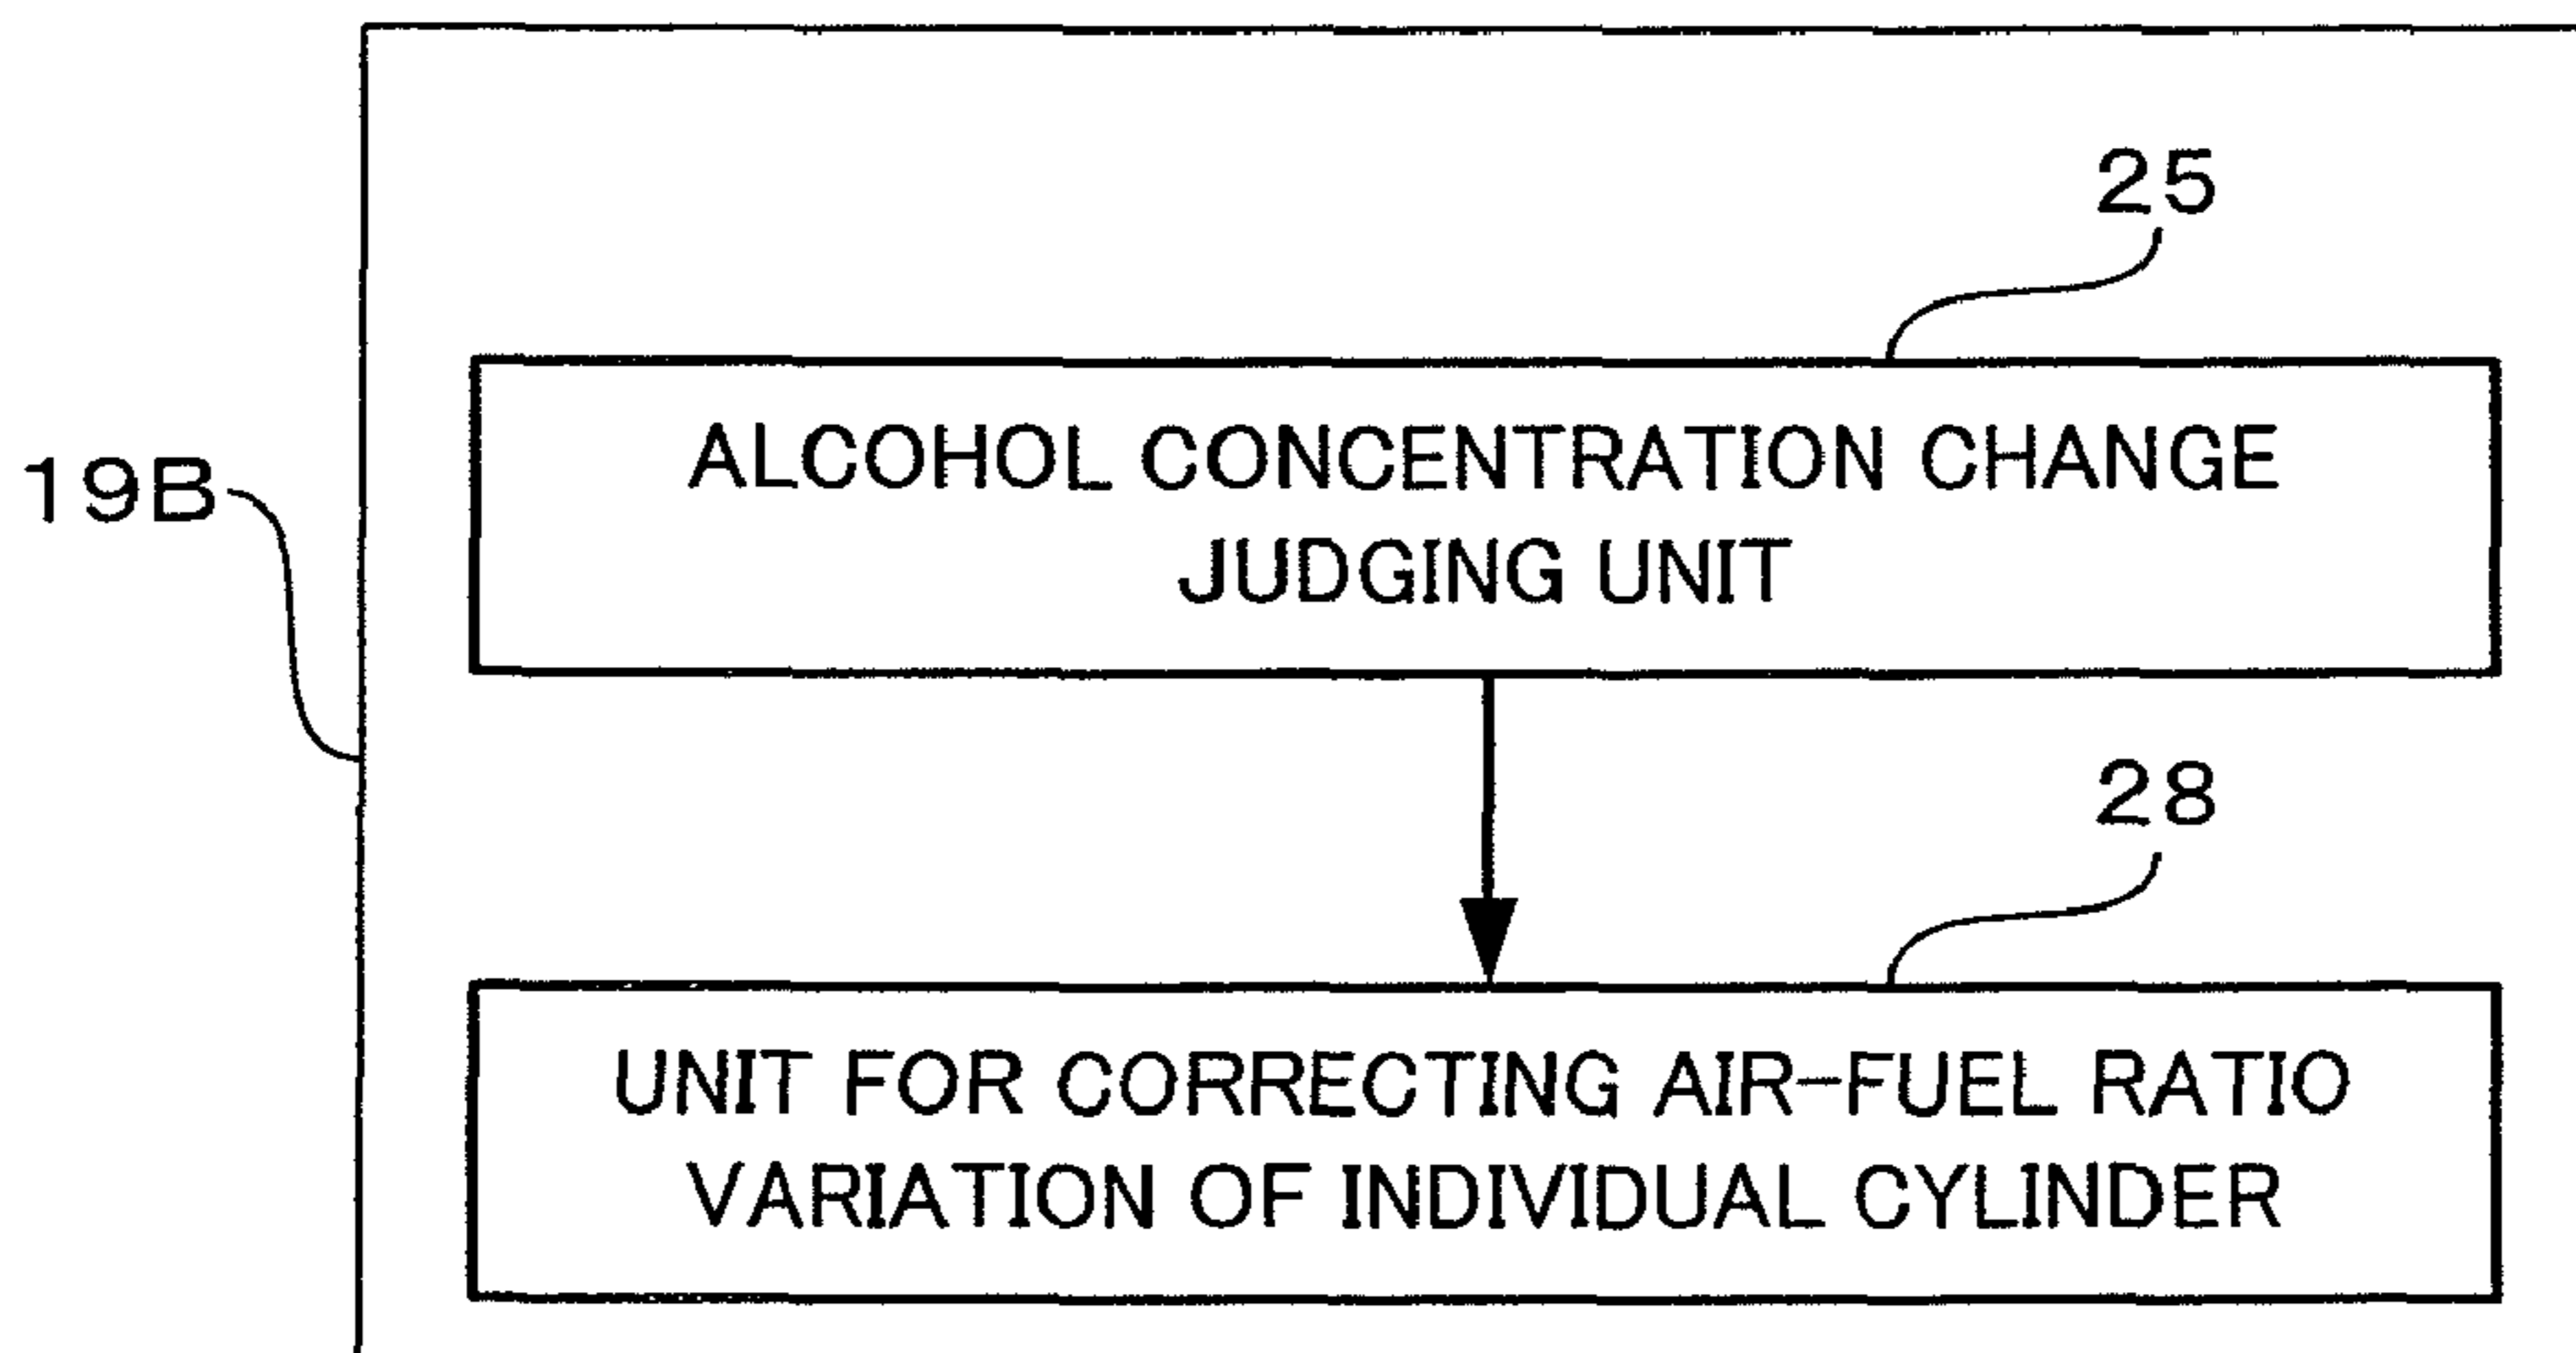 25
ALCOHOL CONCENTRATION CHANGE
JUDGING UNIT
19B
28
UNIT FOR CORRECTING AIR-FUEL RATIO
VARIATION OF INDIVIDUAL CYLINDER